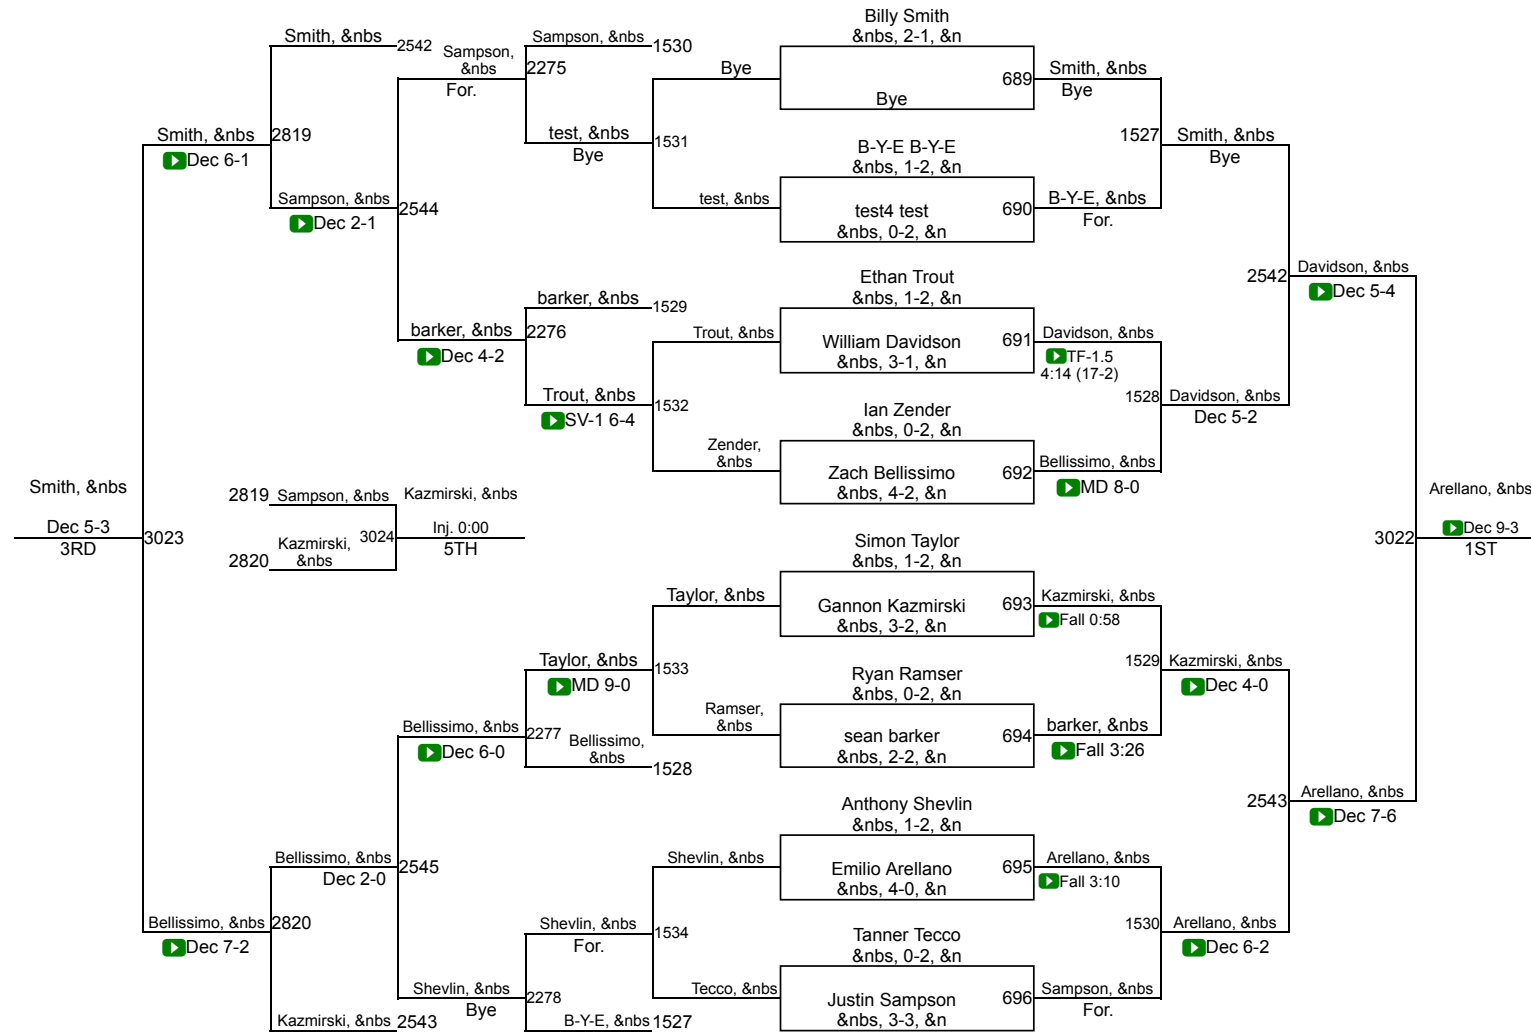 Billy Smith
&nbs, 2-1, &n
689
Bye
B-Y-E B-Y-E
&nbs, 1-2, &n
test4 test
690
&nbs, 0-2, &n
Ethan Trout
&nbs, 1-2, &n
William Davidson
691
&nbs, 3-1, &n
Ian Zender
&nbs, 0-2, &n
Zach Bellissimo
692
&nbs, 4-2, &n
Simon Taylor
&nbs, 1-2, &n
Gannon Kazmirski
693
&nbs, 3-2, &n
Ryan Ramser
&nbs, 0-2, &n
sean barker
694
&nbs, 2-2, &n
Anthony Shevlin
&nbs, 1-2, &n
Emilio Arellano
695
&nbs, 4-0, &n
Tanner Tecco
&nbs, 0-2, &n
Justin Sampson
696
&nbs, 3-3, &n
Smith, &nbs
Bye
1527
B-Y-E, &nbs
For.
Davidson, &nbs
TF-1.5
4:14 (17-2)
1528
Bellissimo, &nbs
MD 8-0
Kazmirski, &nbs
Fall 0:58
1529
barker, &nbs
Fall 3:26
Arellano, &nbs
Fall 3:10
1530
Sampson, &nbs
For.
Smith, &nbs
Bye
2542
Davidson, &nbs
Dec 5-2
Kazmirski, &nbs
Dec 4-0
2543
Arellano, &nbs
Dec 6-2
Davidson, &nbs
Dec 5-4
3022
Arellano, &nbs
Dec 7-6
Arellano, &nbs
Dec 9-3
1ST
Bye
1531
test, &nbs
Trout, &nbs
1532
Zender,
&nbs
Taylor, &nbs
1533
Ramser,
&nbs
Shevlin, &nbs
1534
Tecco, &nbs
Sampson, &nbs
1530
2275
test, &nbs
Bye
barker, &nbs
1529
2276
Trout, &nbs
SV-1 6-4
Taylor, &nbs
MD 9-0
2277
Bellissimo,
&nbs
1528
Shevlin, &nbs
For.
2278
B-Y-E, &nbs
1527
Sampson,
&nbs
For.
2544
barker, &nbs
Dec 4-2
Bellissimo, &nbs
Dec 6-0
2545
Shevlin, &nbs
Bye
Smith, &nbs
2542
2819
Sampson, &nbs
Dec 2-1
Bellissimo, &nbs
Dec 2-0
2820
Kazmirski, &nbs
2543
Smith, &nbs
Dec 6-1
3023
Bellissimo, &nbs
Dec 7-2
Smith, &nbs
Dec 5-3
3RD
2819
Sampson, &nbs
3024
2820
Kazmirski,
&nbs
Kazmirski, &nbs
Inj. 0:00
5TH